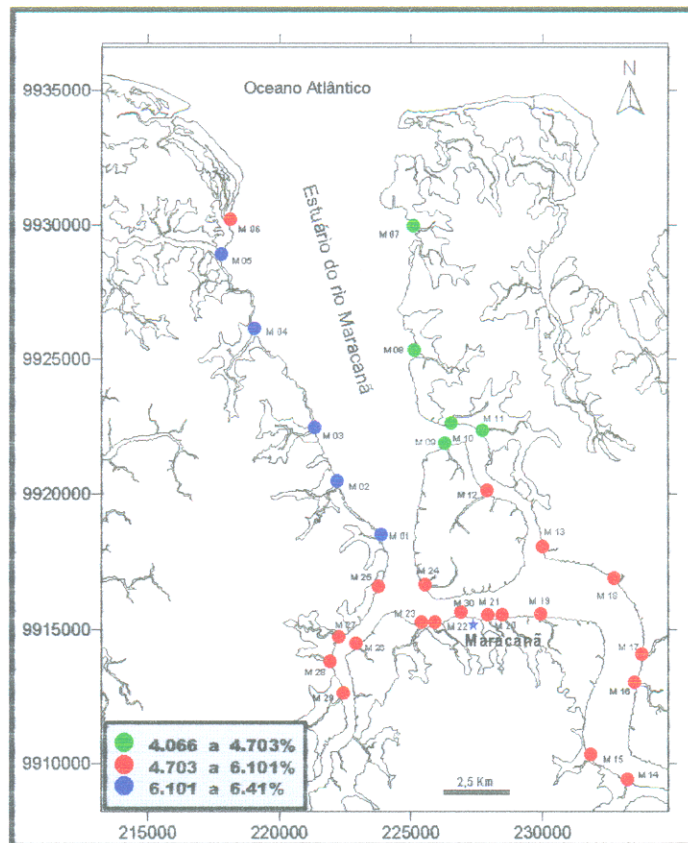 Oceano Atlântico
N
9935000
Estuário do rio Maracanã
9930000
M 06
M 07
M 05
9925000
M 04
M 08
M 11
M 03
M 09
M 10
9920000
M 02
M 12
M 01
M 13
M 24
M 18
9915000
M 30
M 21
M 19
M 23
M 22
M 20
Maracanã
M 17
M 28
M 16
M 29
9910000
M 15
M 14
4.066 a 4.703%
4.703 a 6.101%
6.101 a 6.41%
2,5 Km
215000
220000
225000
230000